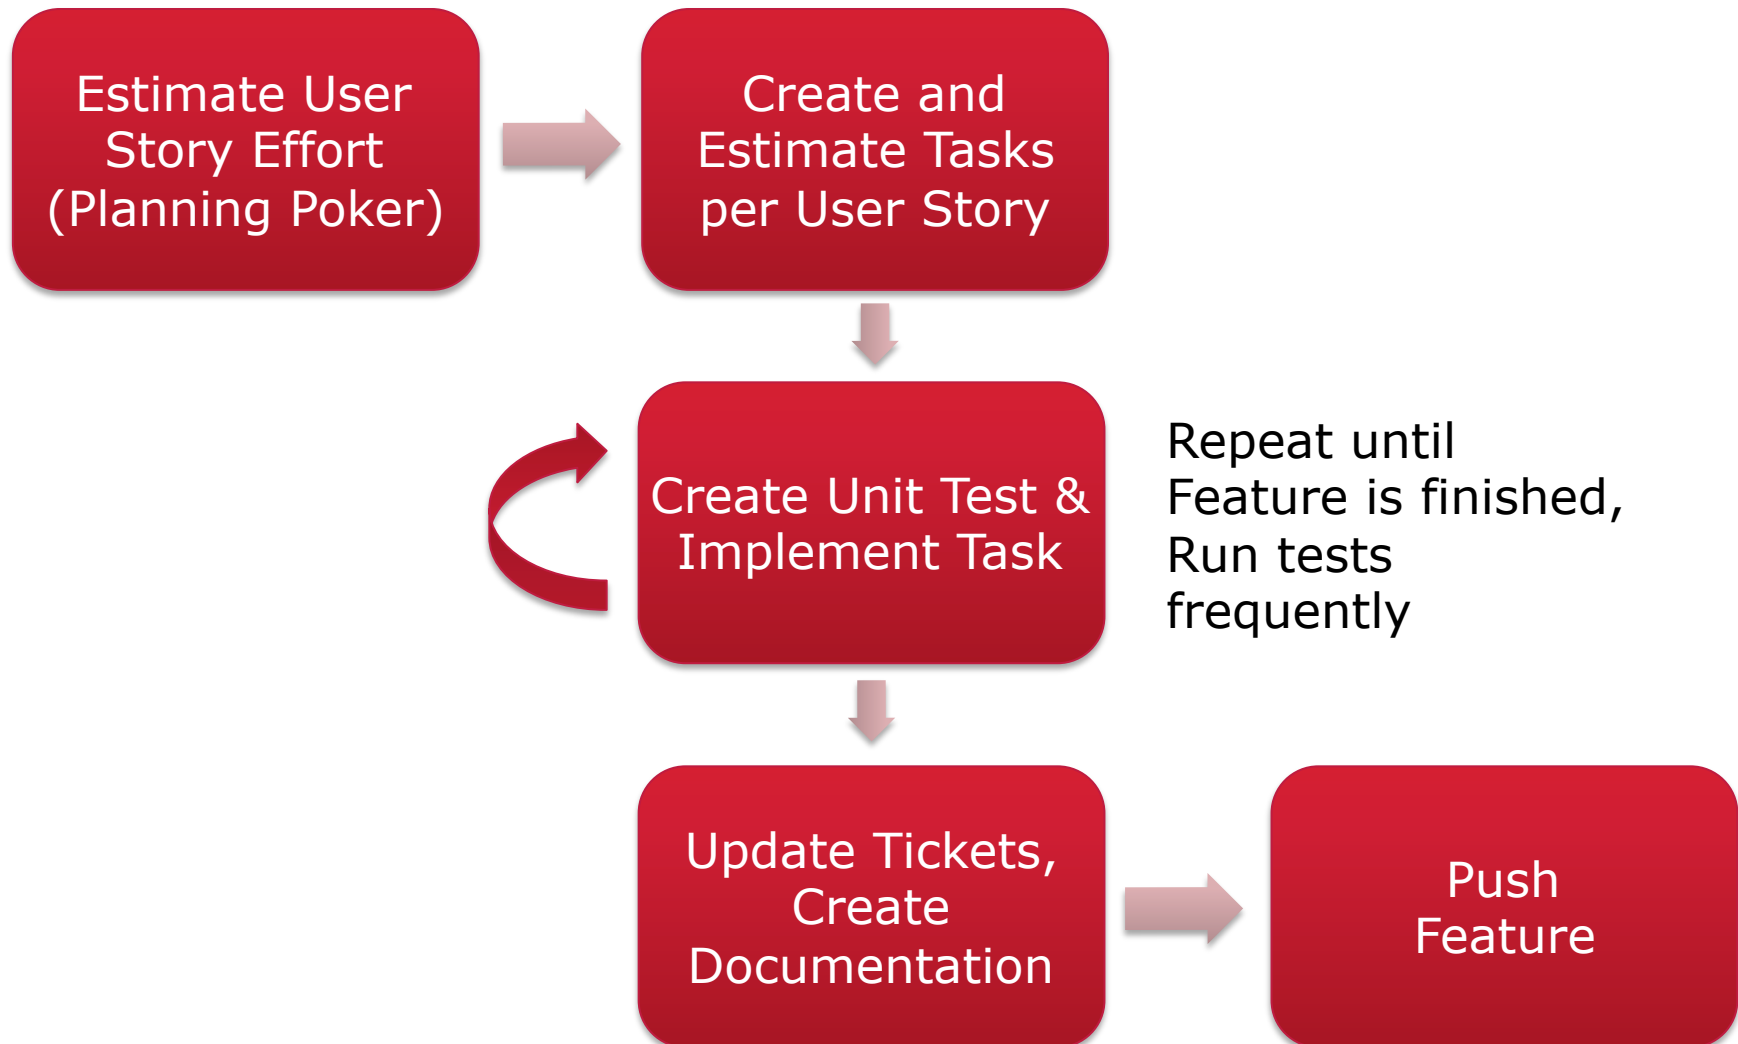 Estimate User
Story Effort
(Planning Poker)
Create and
Estimate Tasks
per User Story
Create Unit Test &
Implement Task
Repeat until
Feature is finished,
Run tests
frequently
Update Tickets,
Create
Documentation
Push
Feature